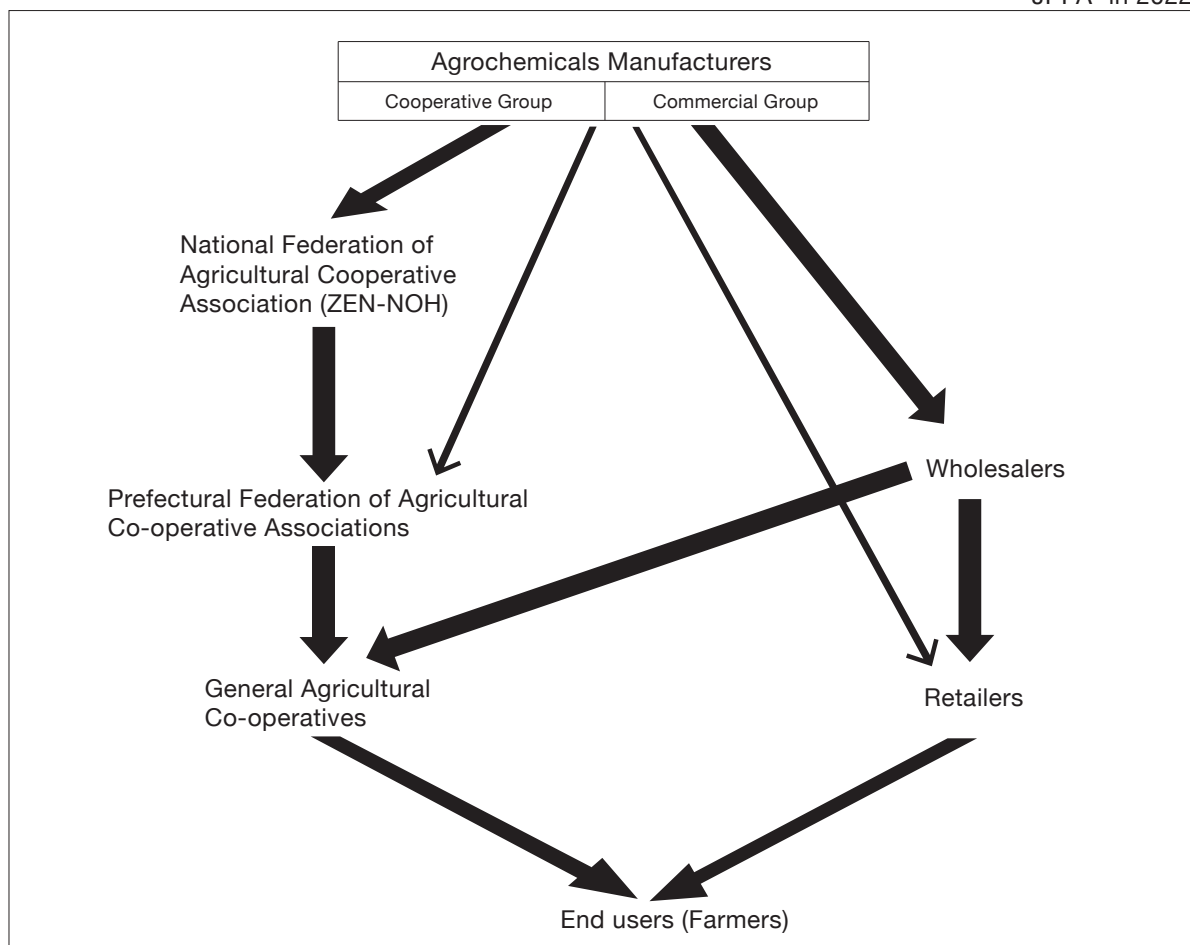 Agrochemicals Manufacturers
Cooperative Group
Commercial Group
National Federation of
Agricultural Cooperative
Association (ZEN-NOH)
Wholesalers
Prefectural Federation of Agricultural
Co-operative Associations
General Agricultural
Co-operatives
Retailers
End users (Farmers)